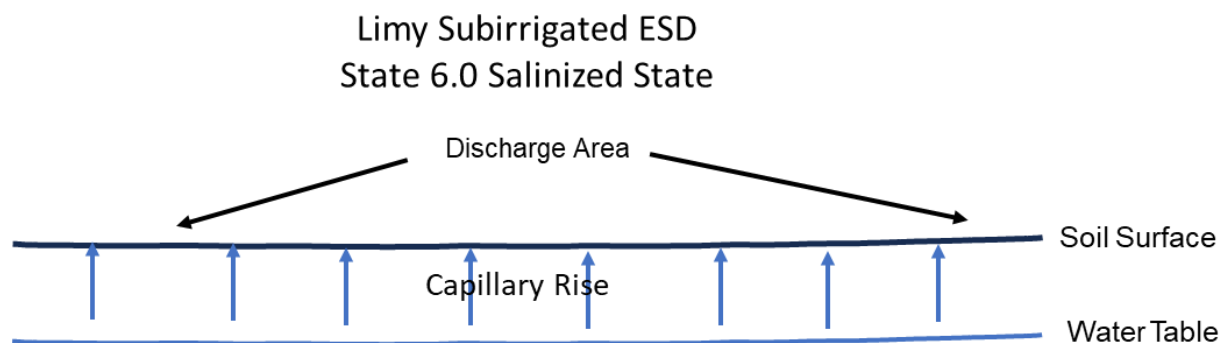 Limy Subirrigated ESD
State 6.0 Salinized State
Discharge Area
Soil Surface
Capillary Rise
Water Table